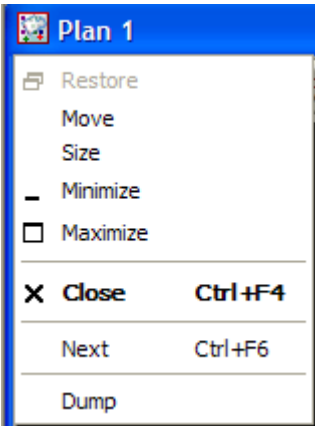 Plan 1
Restore
Move
Size
Minimize
Maximize
Close Ctrl+F4
Next Ctrl+F6
Dump